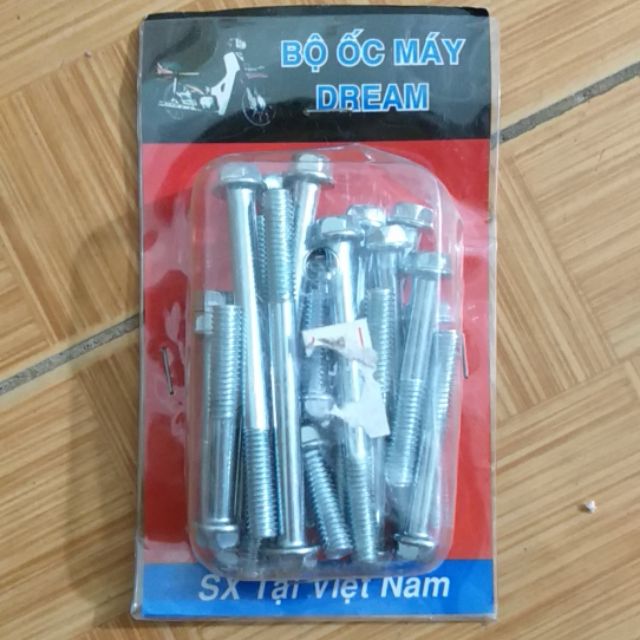 BỘ ỐC MÁY
DREAM
SX Tại Việt Nam